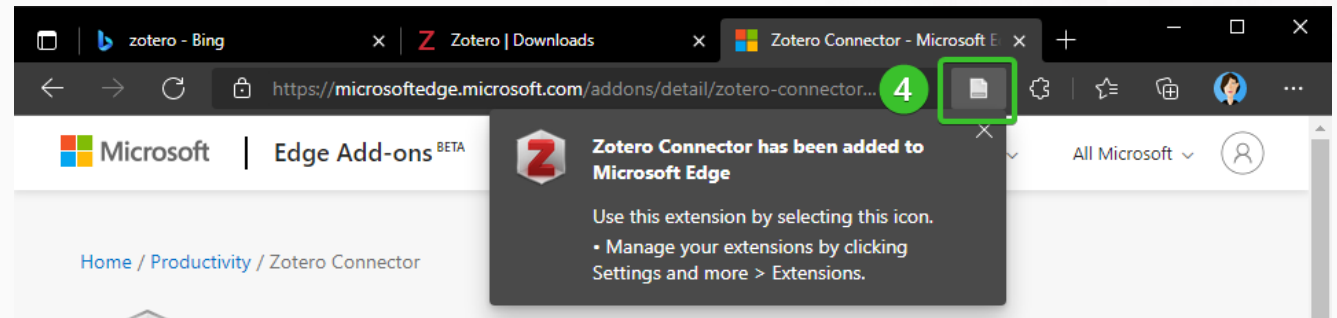 zotero - Bing
Zotero | Downloads
Zotero Connector - Microsoft E
https://microsoftedge.microsoft.com/addons/detail/zotero-connector...
4
Microsoft
Edge Add-ons BETA
All Microsoft
Z
Zotero Connector has been added to
Microsoft Edge
Use this extension by selecting this icon.
• Manage your extensions by clicking
Settings and more > Extensions.
Home / Productivity / Zotero Connector